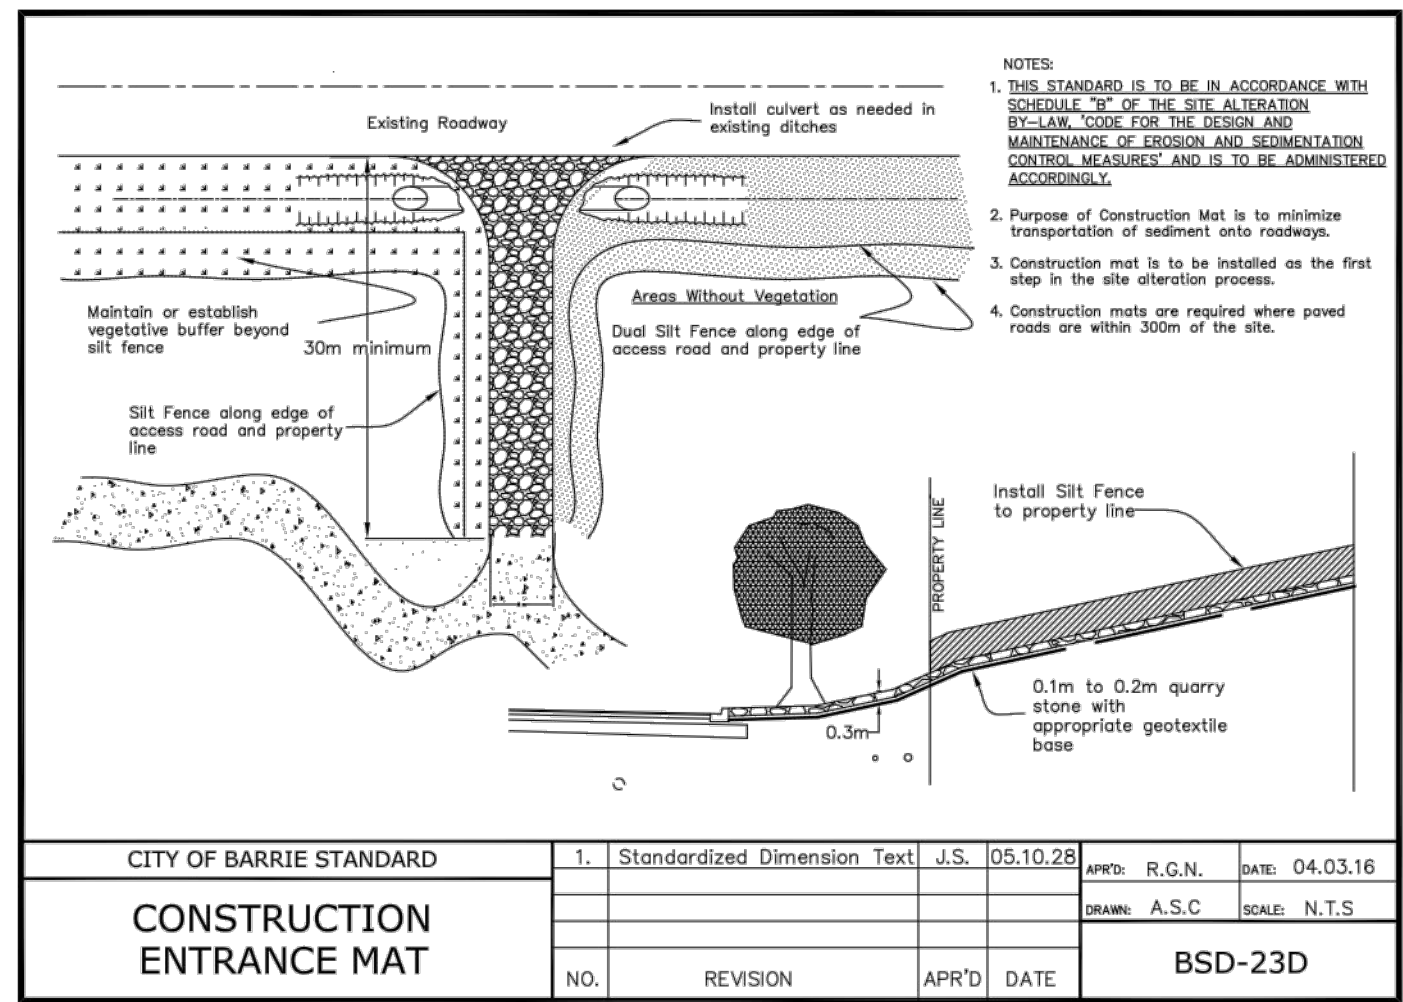 Existing Roadway
Install culvert as needed in
existing ditches
NOTES:
1. THIS STANDARD IS TO BE IN ACCORDANCE WITH
SCHEDULE "B" OF THE SITE ALTERATION
BY-LAW, 'CODE FOR THE DESIGN AND
MAINTENANCE OF EROSION AND SEDIMENTATION
CONTROL MEASURES' AND IS TO BE ADMINISTERED
ACCORDINGLY.
2. Purpose of Construction Mat is to minimize
transportation of sediment onto roadways.
3. Construction mat is to be installed as the first
step in the site alteration process.
4. Construction mats are required where paved
roads are within 300m of the site.
Maintain or establish
vegetative buffer beyond
silt fence
30m minimum
Areas Without Vegetation
Dual Silt Fence along edge of
access road and property line
Silt Fence along edge of
access road and property
line
PROPERTY LINE
Install Silt Fence
to property line
0.1m to 0.2m quarry
stone with
appropriate geotextile
base
0.3m
CITY OF BARRIE STANDARD
CONSTRUCTION
ENTRANCE MAT
1. Standardized Dimension Text J.S. 05.10.28
NO. REVISION APR'D DATE
APR'D: R.G.N. DATE: 04.03.16
DRAWN: A.S.C SCALE: N.T.S
BSD-23D